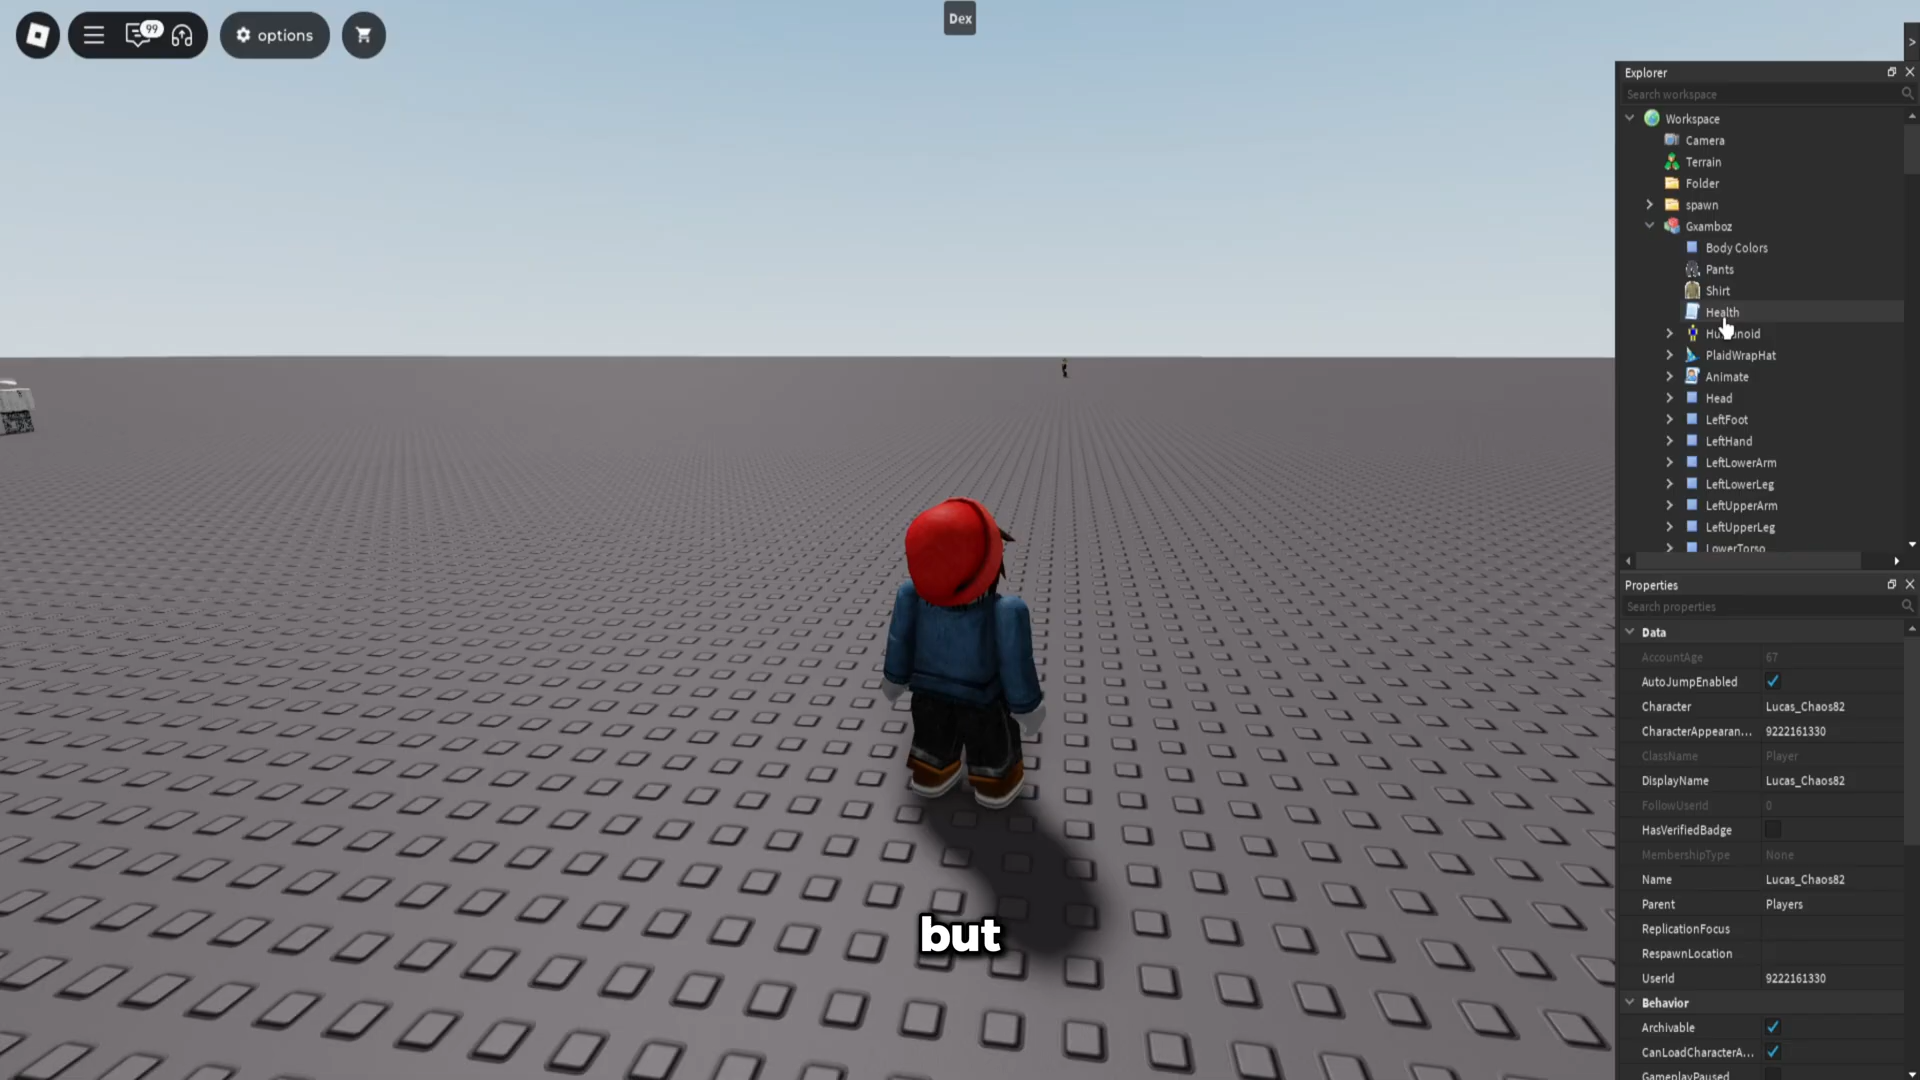 99
options
Dex
>
Explorer
Search workspace
Workspace
Camera
Terrain
Folder
spawn
Gxamboz
Body Colors
Pants
Shirt
Health
Humanoid
PlaidWrapHat
Animate
Head
LeftFoot
LeftHand
LeftLowerArm
LeftLowerLeg
LeftUpperArm
LeftUpperLeg
LowerTorso
Properties
Search properties
Data
AccountAge 67
AutoJumpEnabled
Character Lucas_Chaos82
CharacterAppearan... 9222161330
ClassName Player
DisplayName Lucas_Chaos82
FollowUserId 0
HasVerifiedBadge
MembershipType None
Name Lucas_Chaos82
Parent Players
ReplicationFocus
RespawnLocation
UserId 9222161330
Behavior
Archivable
CanLoadCharacterA...
GameplayPaused
but